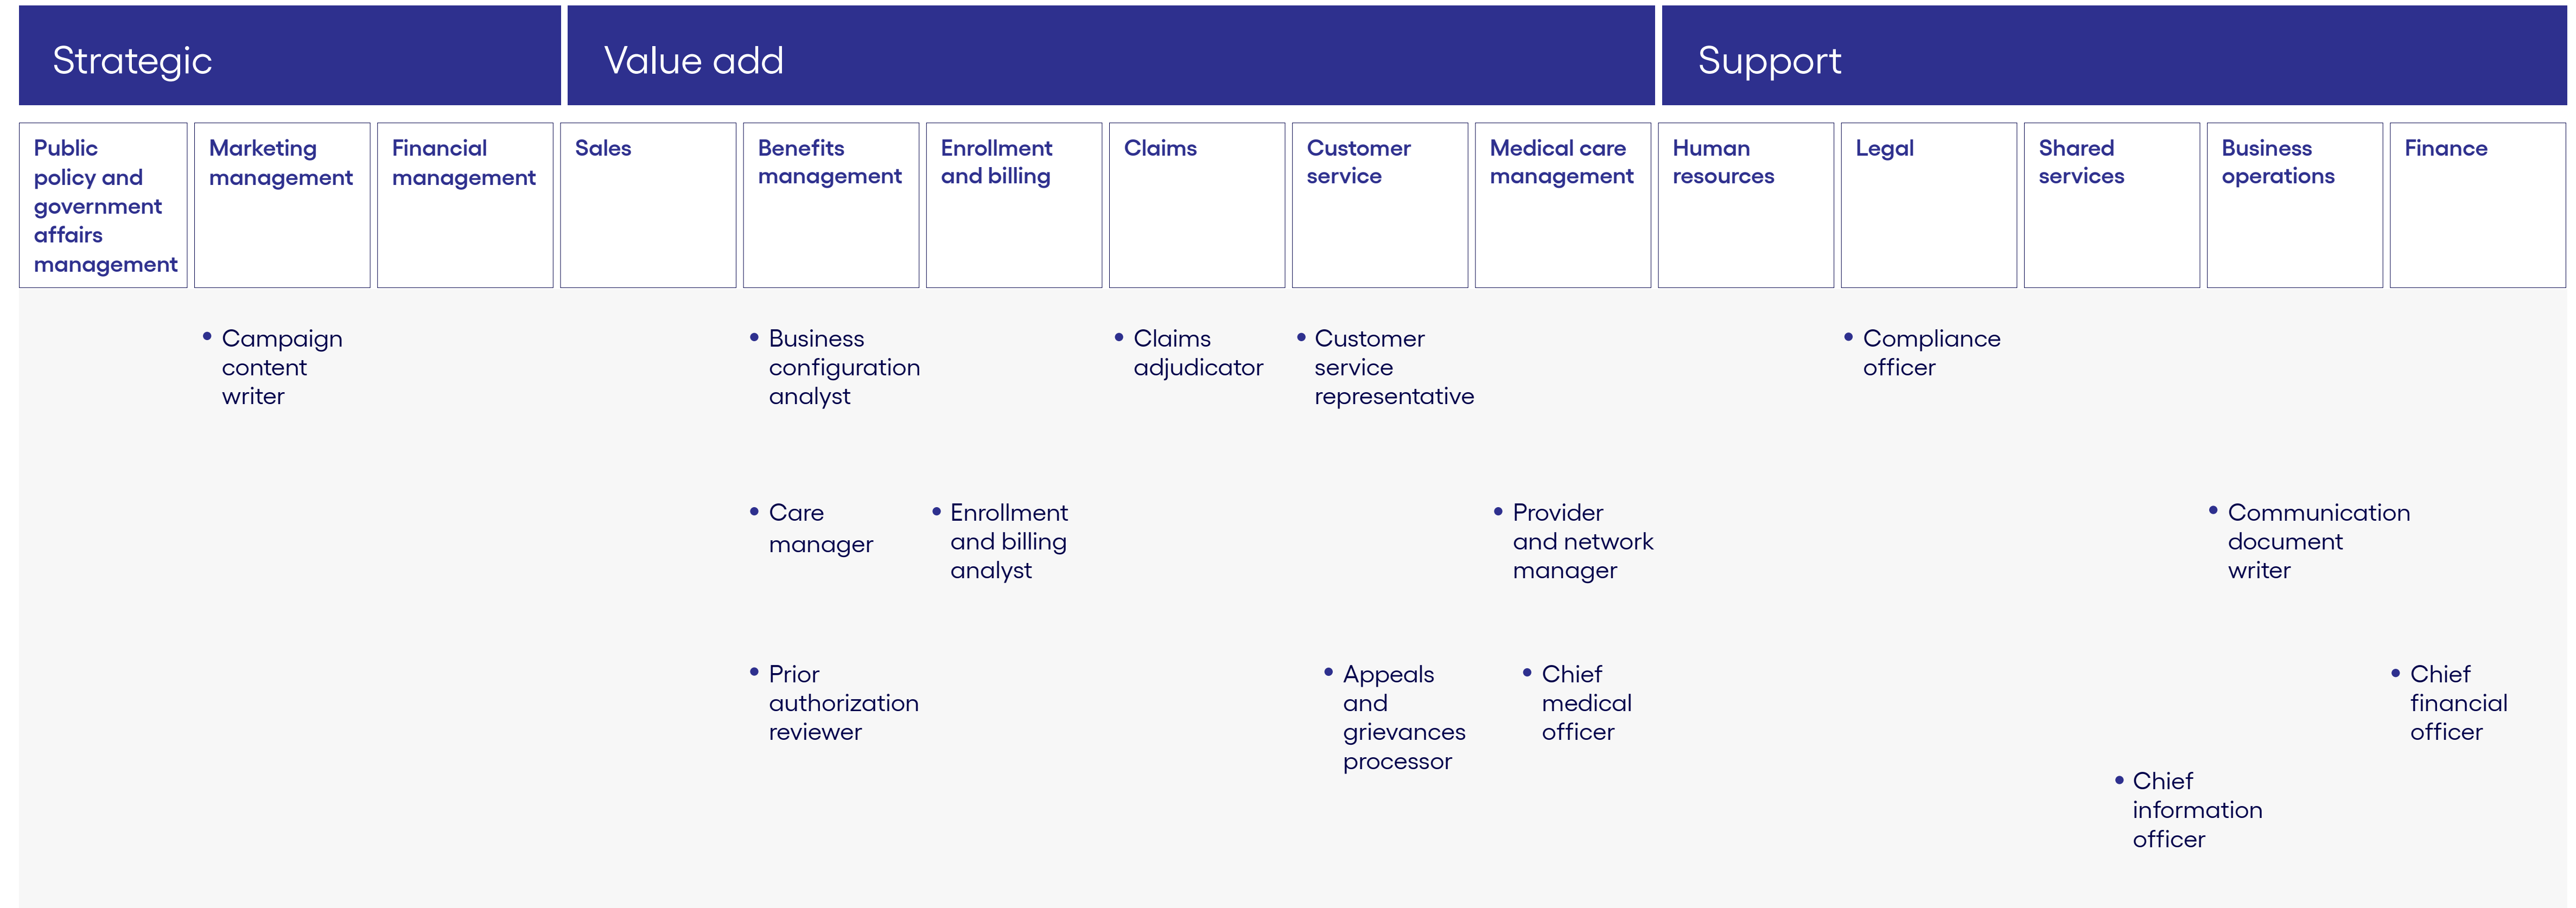 Strategic
Value add
Support
Public
policy and
government
affairs
management
Marketing
management
Financial
management
Sales
Benefits
management
Enrollment
and billing
Claims
Customer
service
Medical care
management
Human
resources
Legal
Shared
services
Business
operations
Finance
• Campaign
content
writer
• Business
configuration
analyst
• Claims
adjudicator
• Customer
service
representative
• Compliance
officer
• Care
manager
• Enrollment
and billing
analyst
• Provider
and network
manager
• Communication
document
writer
• Prior
authorization
reviewer
• Appeals
and
grievances
processor
• Chief
medical
officer
• Chief
financial
officer
• Chief
information
officer